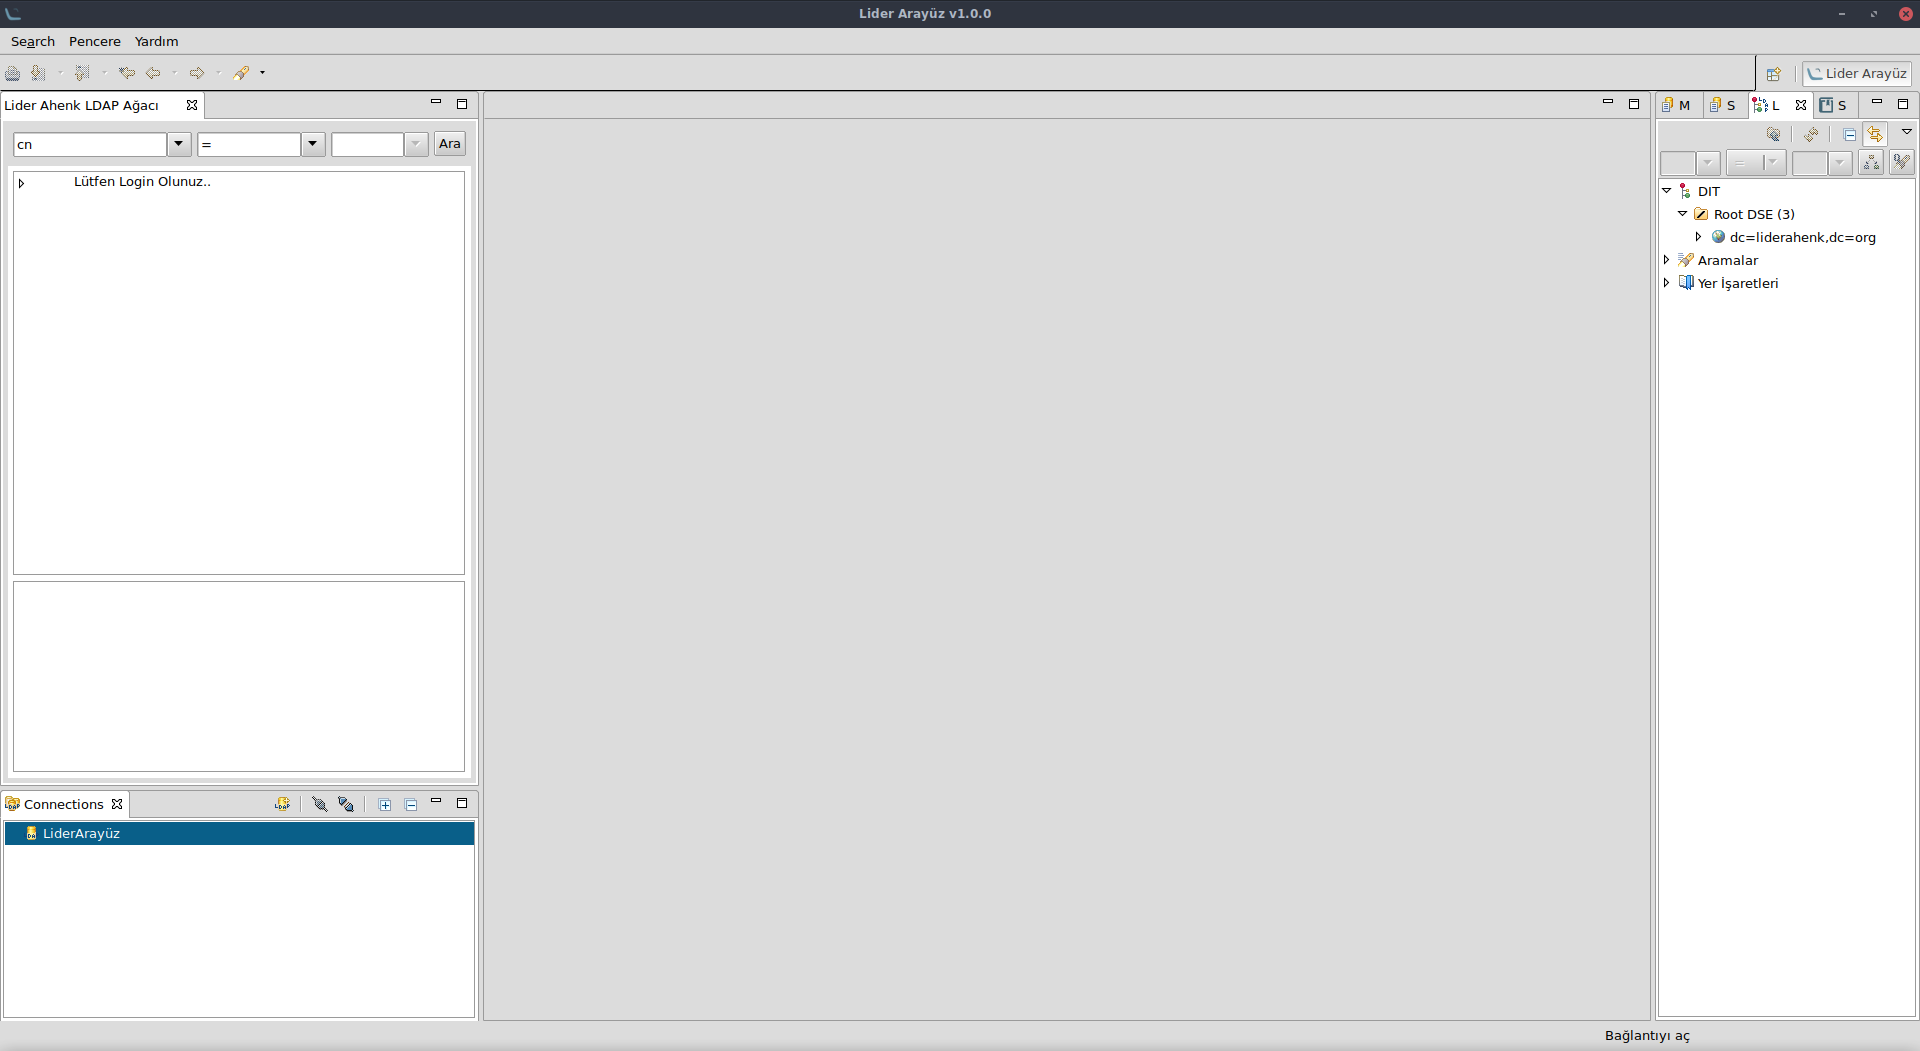 Lider Arayüz v1.0.0
Search Pencere Yardım
Lider Arayüz
Lider Ahenk LDAP Ağacı
M S L S
cn = Ara
=
Lütfen Login Olunuz..
DIT
Root DSE (3)
dc=liderahenk,dc=org
Aramalar
Yer İşaretleri
Connections
LiderArayüz
Bağlantıyı aç